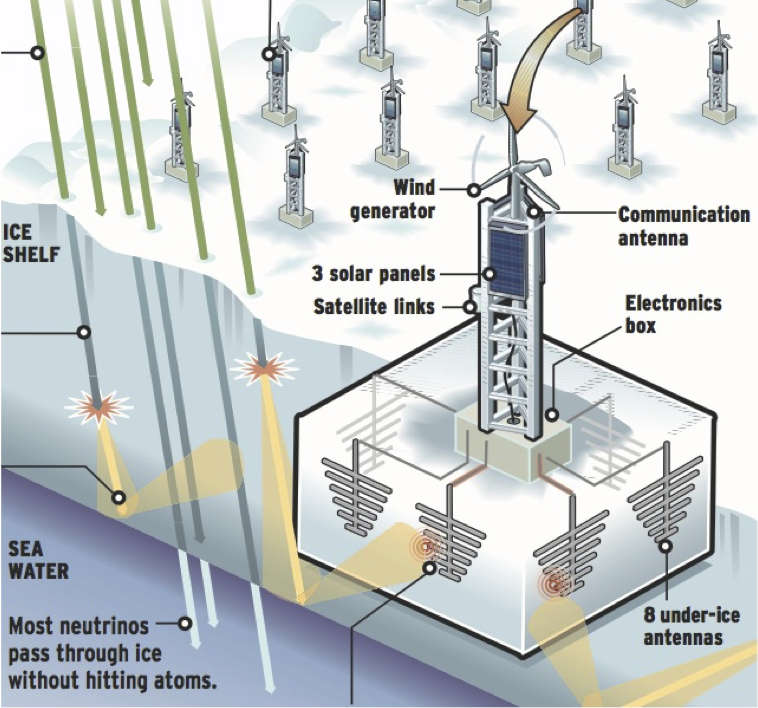 Wind
generator
Communication
antenna
ICE
SHELF
3 solar panels
Satellite links
Electronics
box
SEA
WATER
Most neutrinos
pass through ice
without hitting atoms.
8 under-ice
antennas